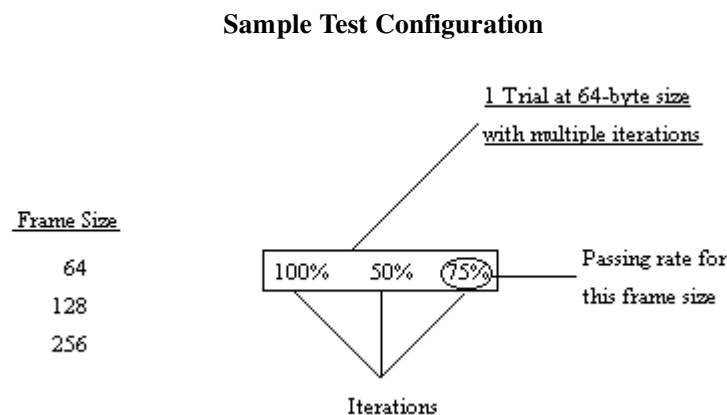 Sample Test Configuration
1 Trial at 64-byte size
with multiple iterations
Frame Size
64
128
256
100% 50% 75%
Passing rate for
this frame size
Iterations